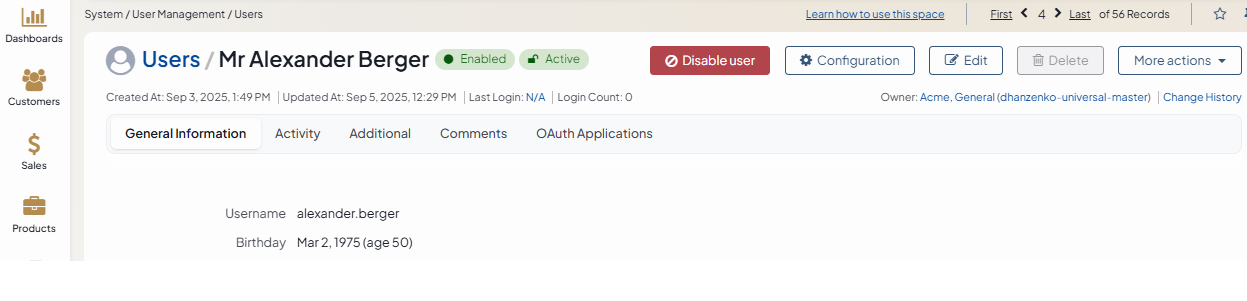 System / User Management / Users
Learn how to use this space
First 4 Last of 56 Records
Users / Mr Alexander Berger Enabled Active
Disable user Configuration Edit Delete More actions
Created At: Sep 3, 2025, 1:49 PM Updated At: Sep 5, 2025, 12:29 PM Last Login: N/A Login Count: 0
Owner: Acme, General (dhanzenko-universal-master) Change History
General Information Activity Additional Comments OAuth Applications
Username alexander.berger
Birthday Mar 2, 1975 (age 50)
Dashboards
Customers
Sales
Products